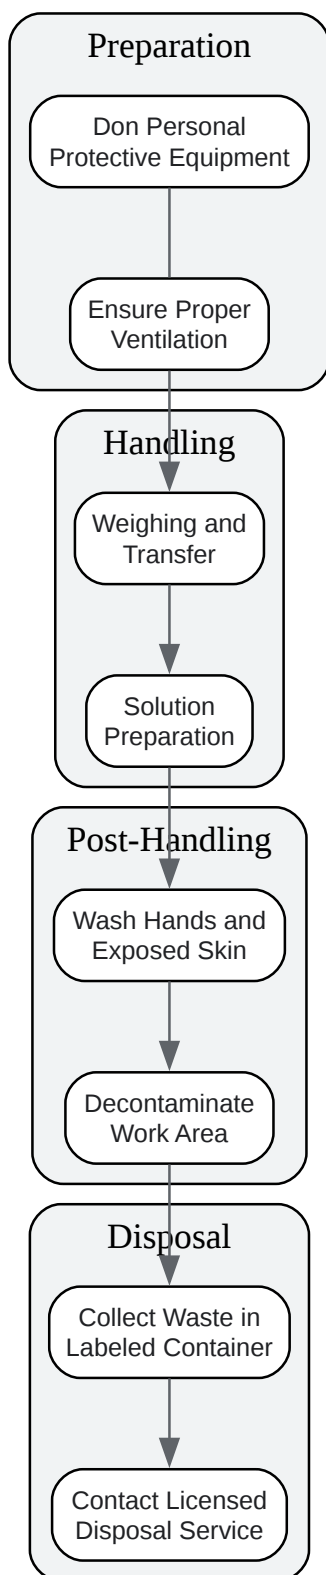 Preparation
Don Personal
Protective Equipment
Ensure Proper
Ventilation
Handling
Weighing and
Transfer
Solution
Preparation
Post-Handling
Wash Hands and
Exposed Skin
Decontaminate
Work Area
Disposal
Collect Waste in
Labeled Container
Contact Licensed
Disposal Service